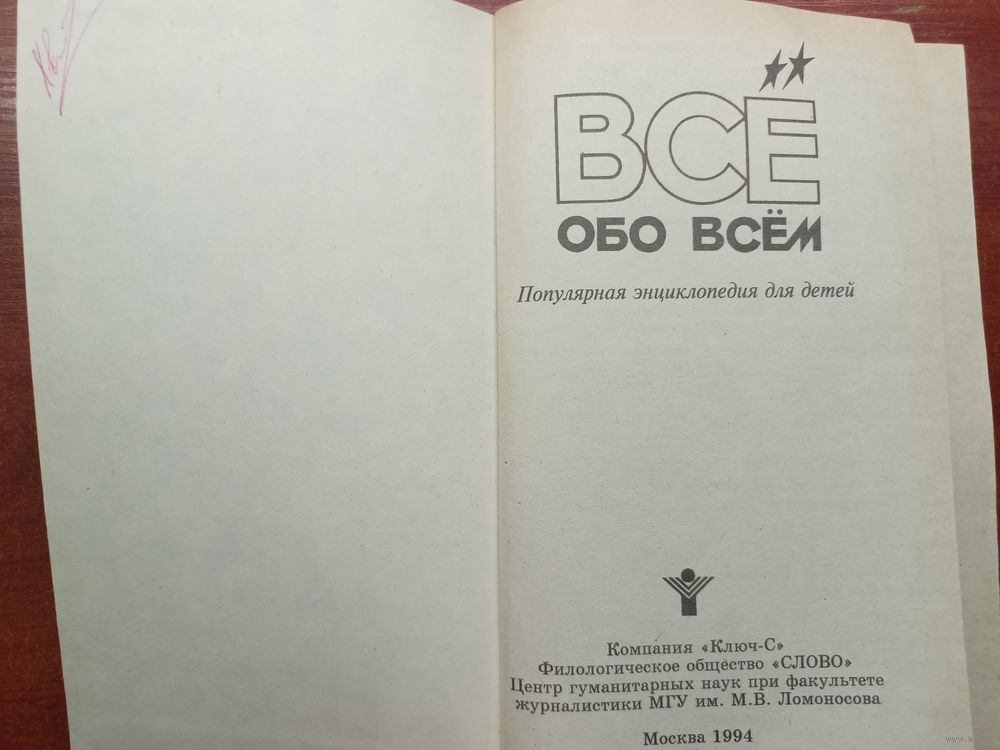 ВСЁ
ОБО ВСЁМ
Популярная энциклопедия для детей
Компания «Ключ-С»
Филологическое общество «СЛОВО»
Центр гуманитарных наук при факультете
журналистики МГУ им. М.В. Ломоносова
Москва 1994